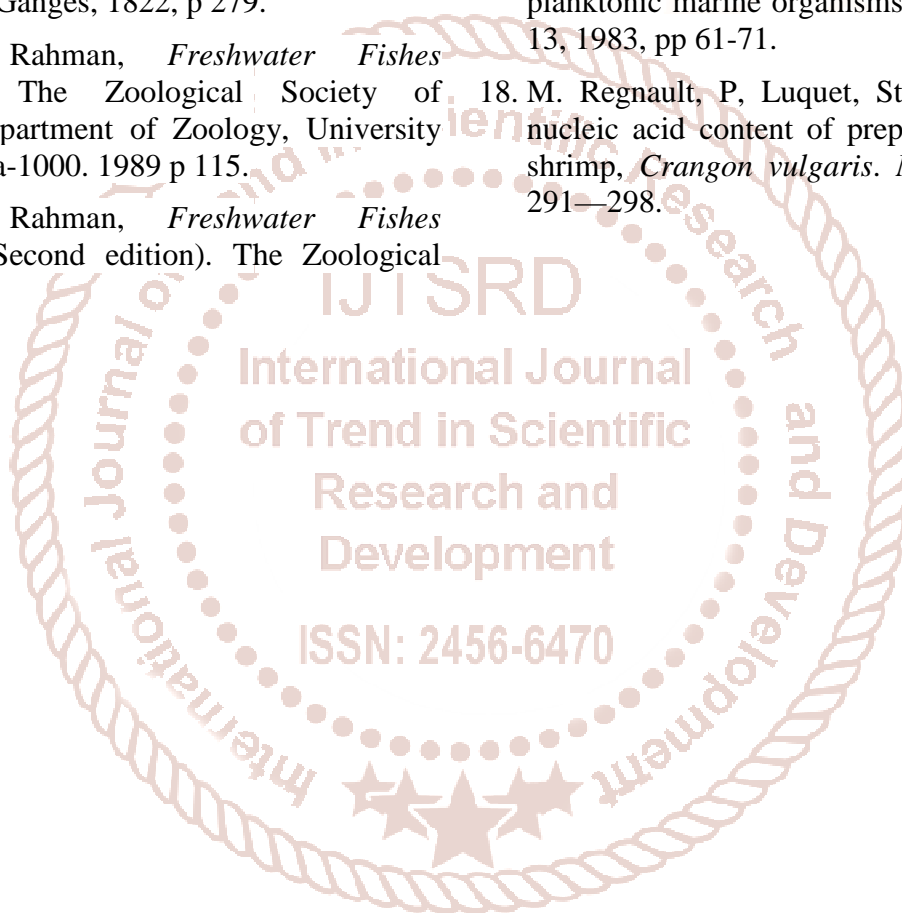 Ganges, 1822, p 279.
Rahman, Freshwater Fishes
The Zoological Society of
partment of Zoology, University
a-1000. 1989 p 115.
Rahman, Freshwater Fishes
Second edition). The Zoological
planktonic marine organisms
13, 1983, pp 61-71.
18. M. Regnault, P, Luquet, St
nucleic acid content of prep
shrimp, Crangon vulgaris.
291—298.
International Journal of Trend in Scientific Research and Development
IJTSRD
International Journal
of Trend in Scientific
Research and
Development
ISSN: 2456-6470